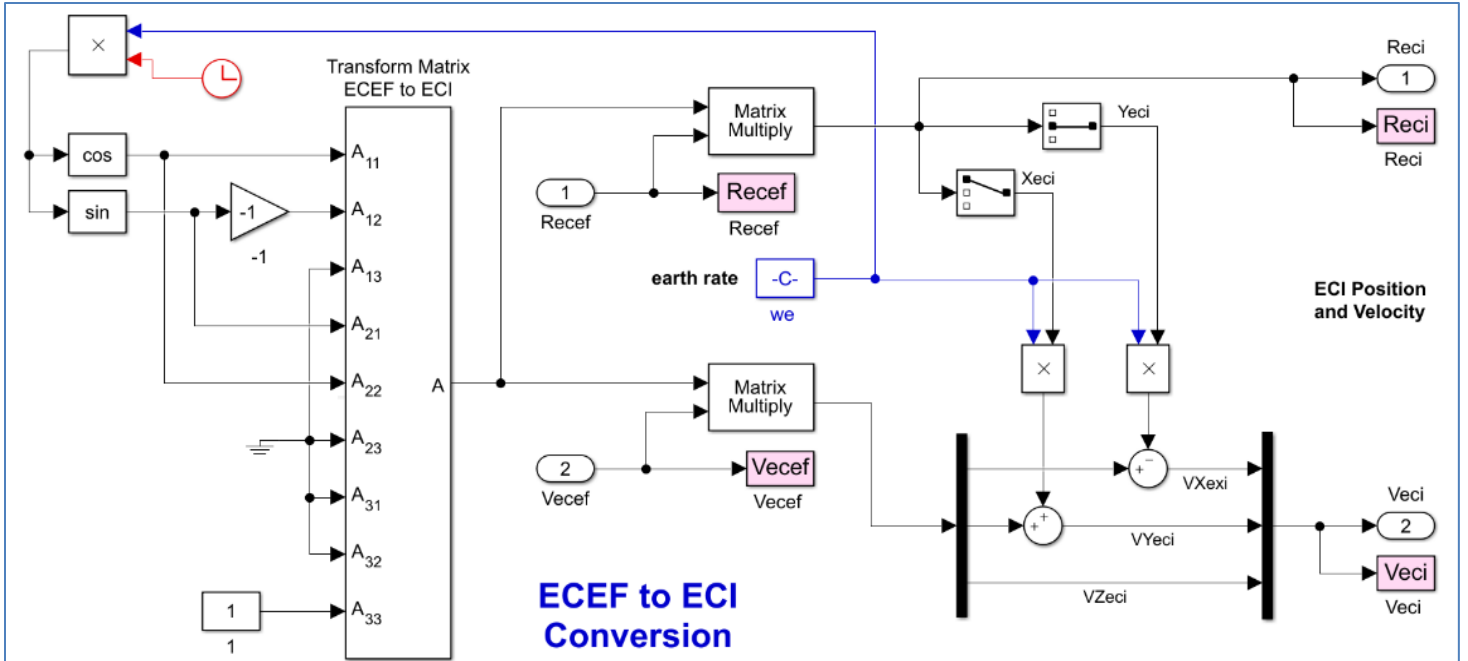 ×
Transform Matrix
ECEF to ECI
cos
sin
-1
-1
A11
A12
A13
A21
A22
A23
A31
A32
A33
A
1
1
Matrix
Multiply
1
Recef
Recef
Recef
earth rate
-C-
we
Matrix
Multiply
2
Vecef
Vecef
Vecef
ECEF to ECI
Conversion
Yeci
Xeci
×
×
+ −
+ +
VXexi
VYeci
VZeci
Reci
1
Reci
Reci
ECI Position
and Velocity
Veci
2
Veci
Veci